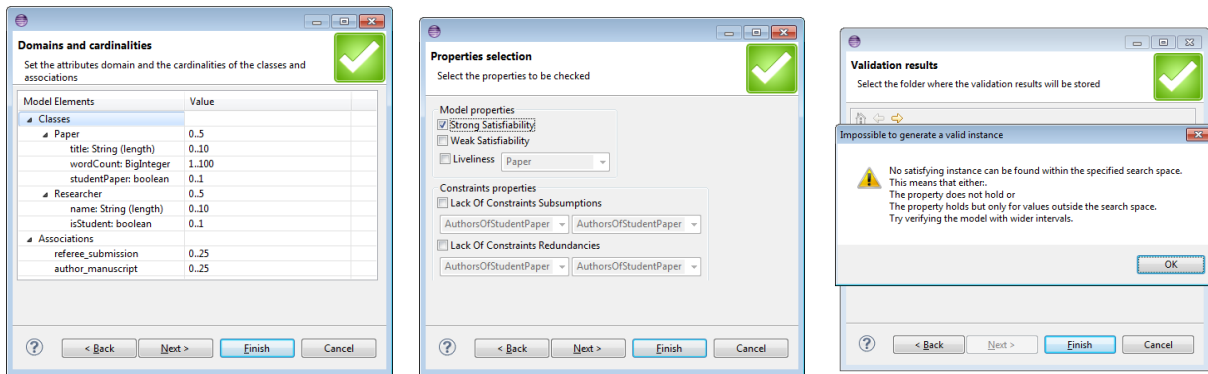 Domains and cardinalities
Set the attributes domain and the cardinalities of the classes and
associations
Model Elements Value
Classes
Paper 0..5
title: String (length) 0..10
wordCount: BigInteger 1..100
studentPaper: boolean 0..1
Researcher 0..5
name: String (length) 0..10
isStudent: boolean 0..1
Associations
referee_submission 0..25
author_manuscript 0..25
? < Back Next > Finish Cancel
Properties selection
Select the properties to be checked
Model properties
Strong Satisfiability
Weak Satisfiability
Liveliness Paper
Constraints properties
Lack Of Constraints Subsumptions
AuthorsOfStudentPaper AuthorsOfStudentPaper
Lack Of Constraints Redundancies
AuthorsOfStudentPaper AuthorsOfStudentPaper
? < Back Next > Finish Cancel
Validation results
Select the folder where the validation results will be stored
Impossible to generate a valid instance
No satisfying instance can be found within the specified search space.
This means that either:.
The property does not hold or
The property holds but only for values outside the search space.
Try verifying the model with wider intervals.
OK
? < Back Next > Finish Cancel